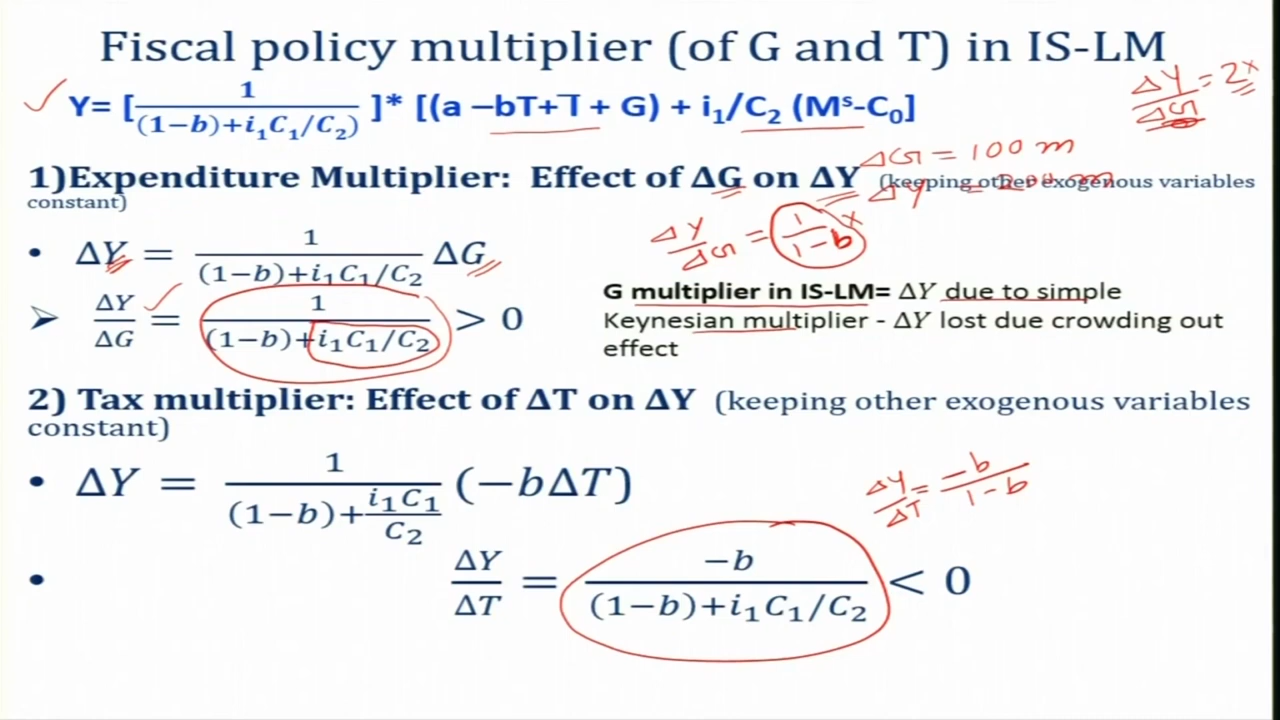 Fiscal policy multiplier (of G and T) in IS-LM
Y= [1/((1−b)+i₁C₁/C₂) ]* [(a –bT+Ī + G) + i₁/C₂ (Mˢ-C₀]
ΔY/ΔG = 2x
1)Expenditure Multiplier: Effect of ΔG on ΔY (keeping other exogenous variables
constant)
ΔG = 100 m
ΔY = 200 m
• ΔY = 1/((1−b)+i₁C₁/C₂) ΔG
ΔY/ΔG = 1/(1-b) x
➤ ΔY/ΔG = 1/((1−b)+i₁C₁/C₂) > 0
G multiplier in IS-LM= ΔY due to simple
Keynesian multiplier - ΔY lost due crowding out
effect
2) Tax multiplier: Effect of ΔT on ΔY (keeping other exogenous variables
constant)
• ΔY = 1/((1−b)+i₁C₁/C₂) (−bΔT)
ΔY/ΔT = -b/(1-b)
• ΔY/ΔT = −b/((1−b)+i₁C₁/C₂) < 0